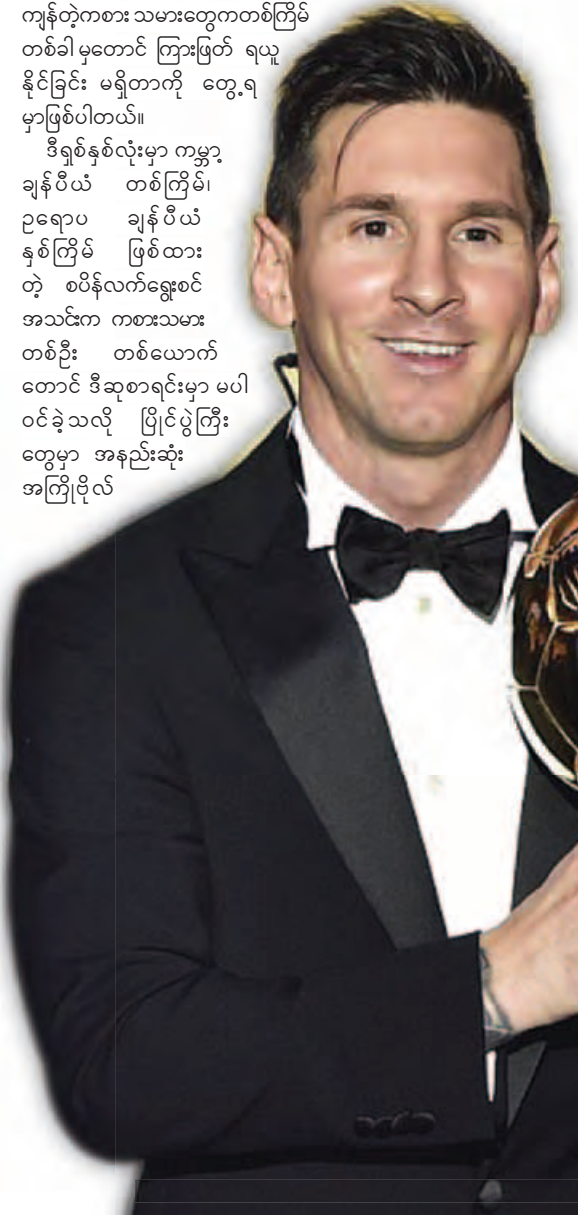 ကျန်တဲ့ကစား သမားတွေကတစ်ကြိမ်
တစ်ခါ မှတောင် ကြားဖြတ် ရယူ
နိုင်ခြင်း မရှိတာကို တွေ့ရ
မှာဖြစ်ပါတယ်။
ဒီရှစ်နှစ်လုံးမှာ ကမ္ဘာ့
ချန်ပီယံ တစ်ကြိမ်၊
ဥရောပ ချန်ပီယံ
နှစ်ကြိမ် ဖြစ်ထား
တဲ့ စပိန်လက်ရွေးစင်
အသင်းက ကစားသမား
တစ်ဦး တစ်ယောက်
တောင် ဒီဆုစာရင်းမှာ မပါ
ဝင်ခဲ့သလို ပြိုင်ပွဲကြီး
တွေမှာ အနည်းဆုံး
အကြိုဗိုလ်